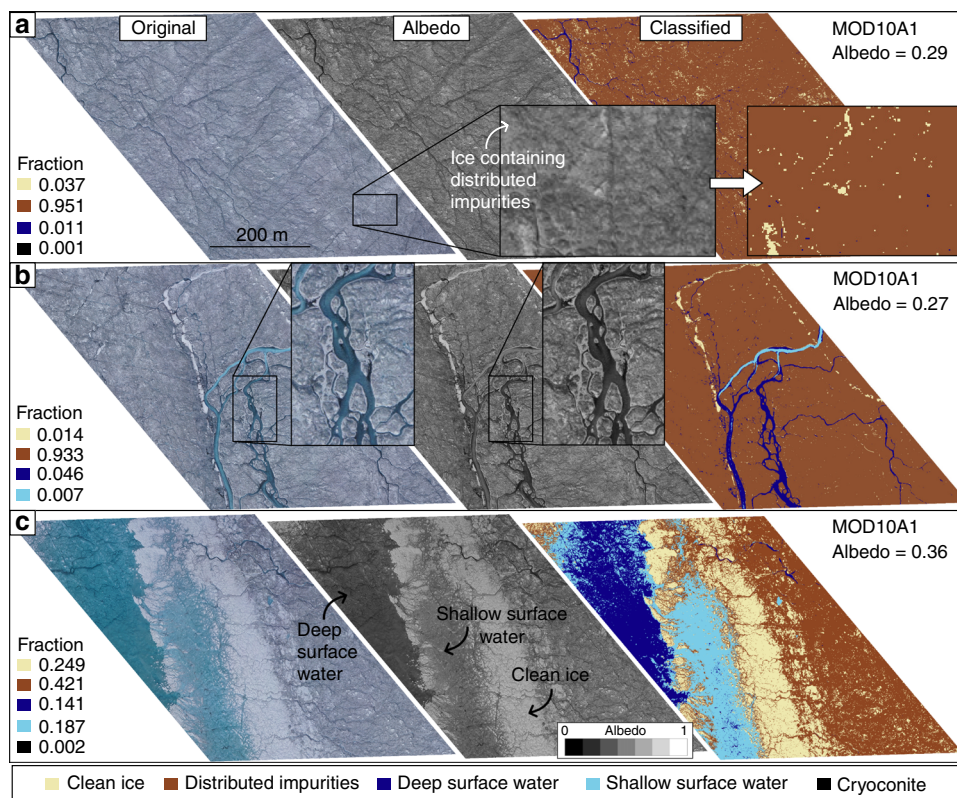 a
Original
Albedo
Classified
MOD10A1
Albedo = 0.29
Ice containing
distributed
impurities
Fraction
0.037
0.951
0.011
0.001
200 m
b
MOD10A1
Albedo = 0.27
Fraction
0.014
0.933
0.046
0.007
c
MOD10A1
Albedo = 0.36
Deep
surface
water
Shallow surface
water
Clean ice
Fraction
0.249
0.421
0.141
0.187
0.002
0 Albedo 1
Clean ice Distributed impurities Deep surface water Shallow surface water Cryoconite